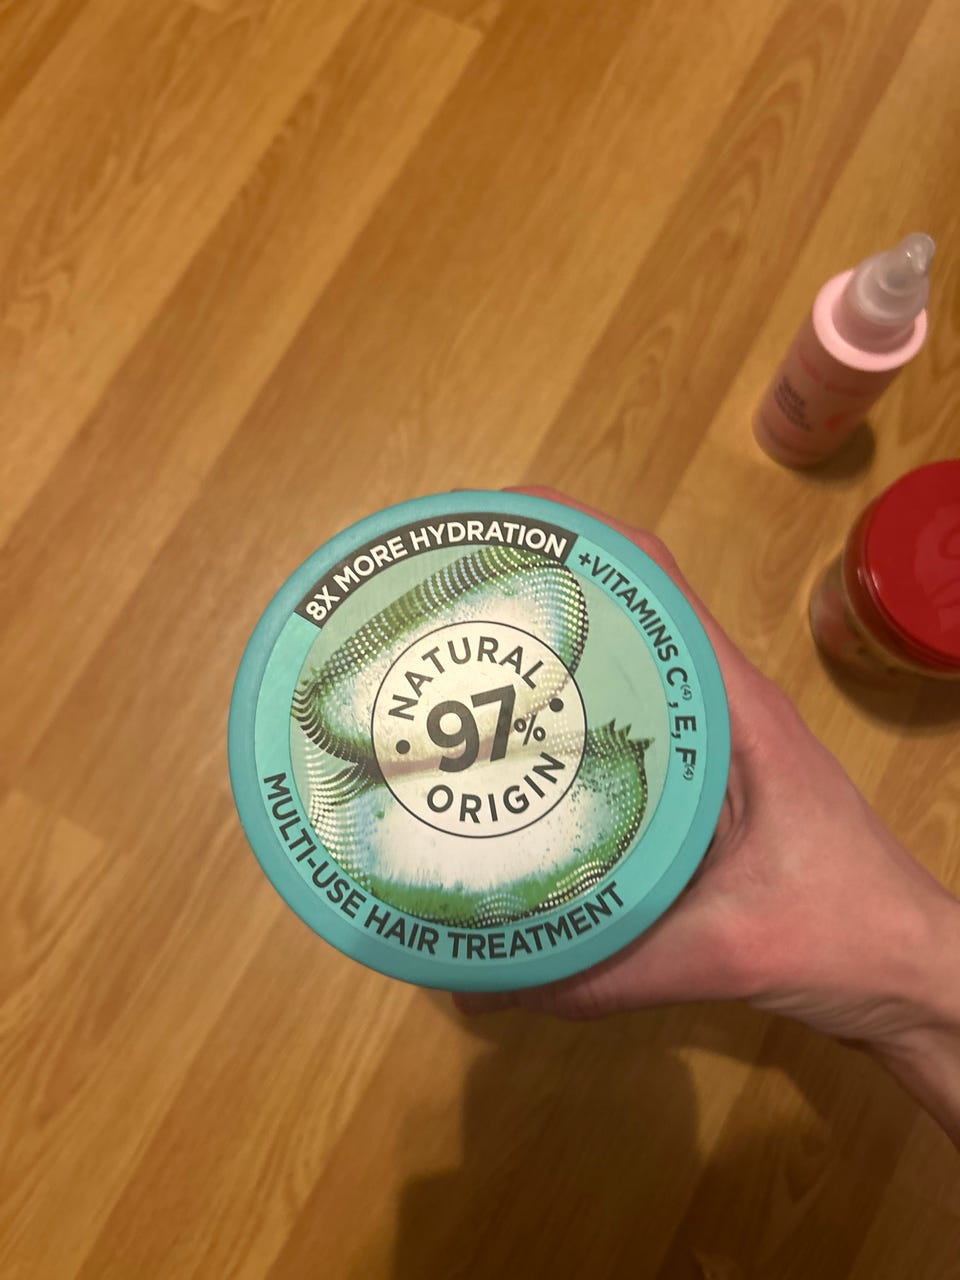 8X MORE HYDRATION
+VITAMINS C⁽⁴⁾, E, F⁽⁴⁾
NATURAL
97%
ORIGIN
MULTI-USE HAIR TREATMENT